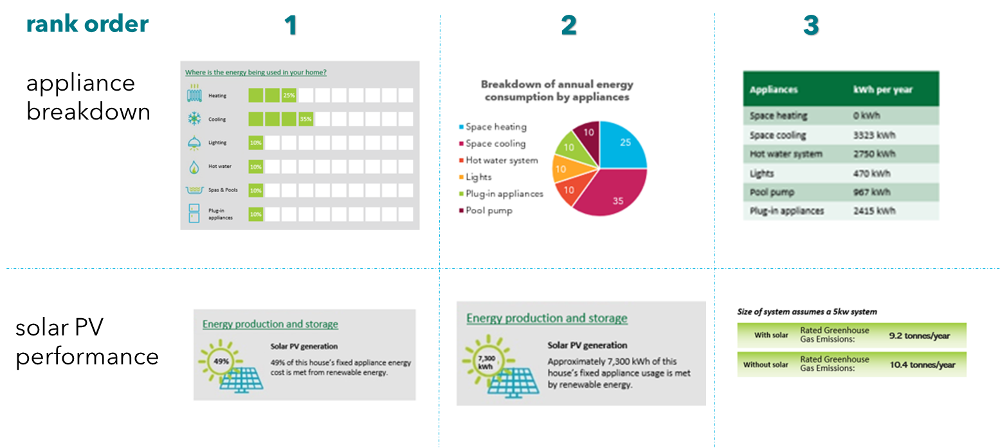 rank order
1
2
3
appliance
breakdown
Where is the energy being used in your home?
Heating
25%
Cooling
35%
Lighting
10%
Hot water
10%
Spas & Pools
10%
Plug-in
appliances
10%
Breakdown of annual energy
consumption by appliances
Space heating
Space cooling
Hot water system
Lights
Plug-in appliances
Pool pump
25
35
10
10
10
10
Appliances kWh per year
Space heating 0 kWh
Space cooling 3323 kWh
Hot water system 2750 kWh
Lights 470 kWh
Pool pump 967 kWh
Plug-in appliances 2415 kWh
solar PV
performance
Energy production and storage
49%
Solar PV generation
49% of this house's fixed appliance energy
cost is met from renewable energy.
Energy production and storage
7,300
kWh
Solar PV generation
Approximately 7,300 kWh of this
house's fixed appliance usage is met
by renewable energy.
Size of system assumes a 5kw system
With solar
Rated Greenhouse
Gas Emissions:
9.2 tonnes/year
Without solar
Rated Greenhouse
Gas Emissions:
10.4 tonnes/year